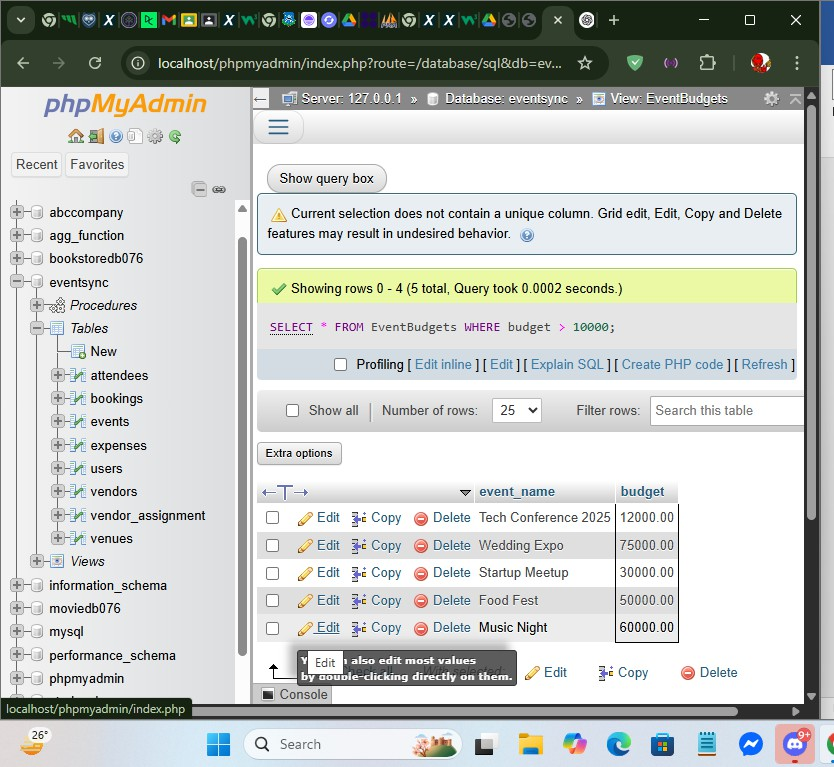 localhost/phpmyadmin/index.php?route=/database/sql&db=ev...
phpMyAdmin
Recent
Favorites
abccompany
agg_function
bookstoredb076
eventsync
Procedures
Tables
New
attendees
bookings
events
expenses
users
vendors
vendor_assignment
venues
Views
information_schema
moviedb076
mysql
performance_schema
phpmyadmin
Server: 127.0.0.1 » Database: eventsync » View: EventBudgets
Show query box
Current selection does not contain a unique column. Grid edit, Edit, Copy and Delete
features may result in undesired behavior.
Showing rows 0 - 4 (5 total, Query took 0.0002 seconds.)
SELECT * FROM EventBudgets WHERE budget > 10000;
Profiling [ Edit inline ] [ Edit ] [ Explain SQL ] [ Create PHP code ] [ Refresh ]
Show all Number of rows: 25 Filter rows: Search this table
Extra options
event_name budget
Edit Copy Delete Tech Conference 2025 12000.00
Edit Copy Delete Wedding Expo 75000.00
Edit Copy Delete Startup Meetup 30000.00
Edit Copy Delete Food Fest 50000.00
Edit Copy Delete Music Night 60000.00
Edit
also edit most values
by double-clicking directly on them.
With selected:
Edit Copy Delete
Console
localhost/phpmyadmin/index.php
26°
Search
9+